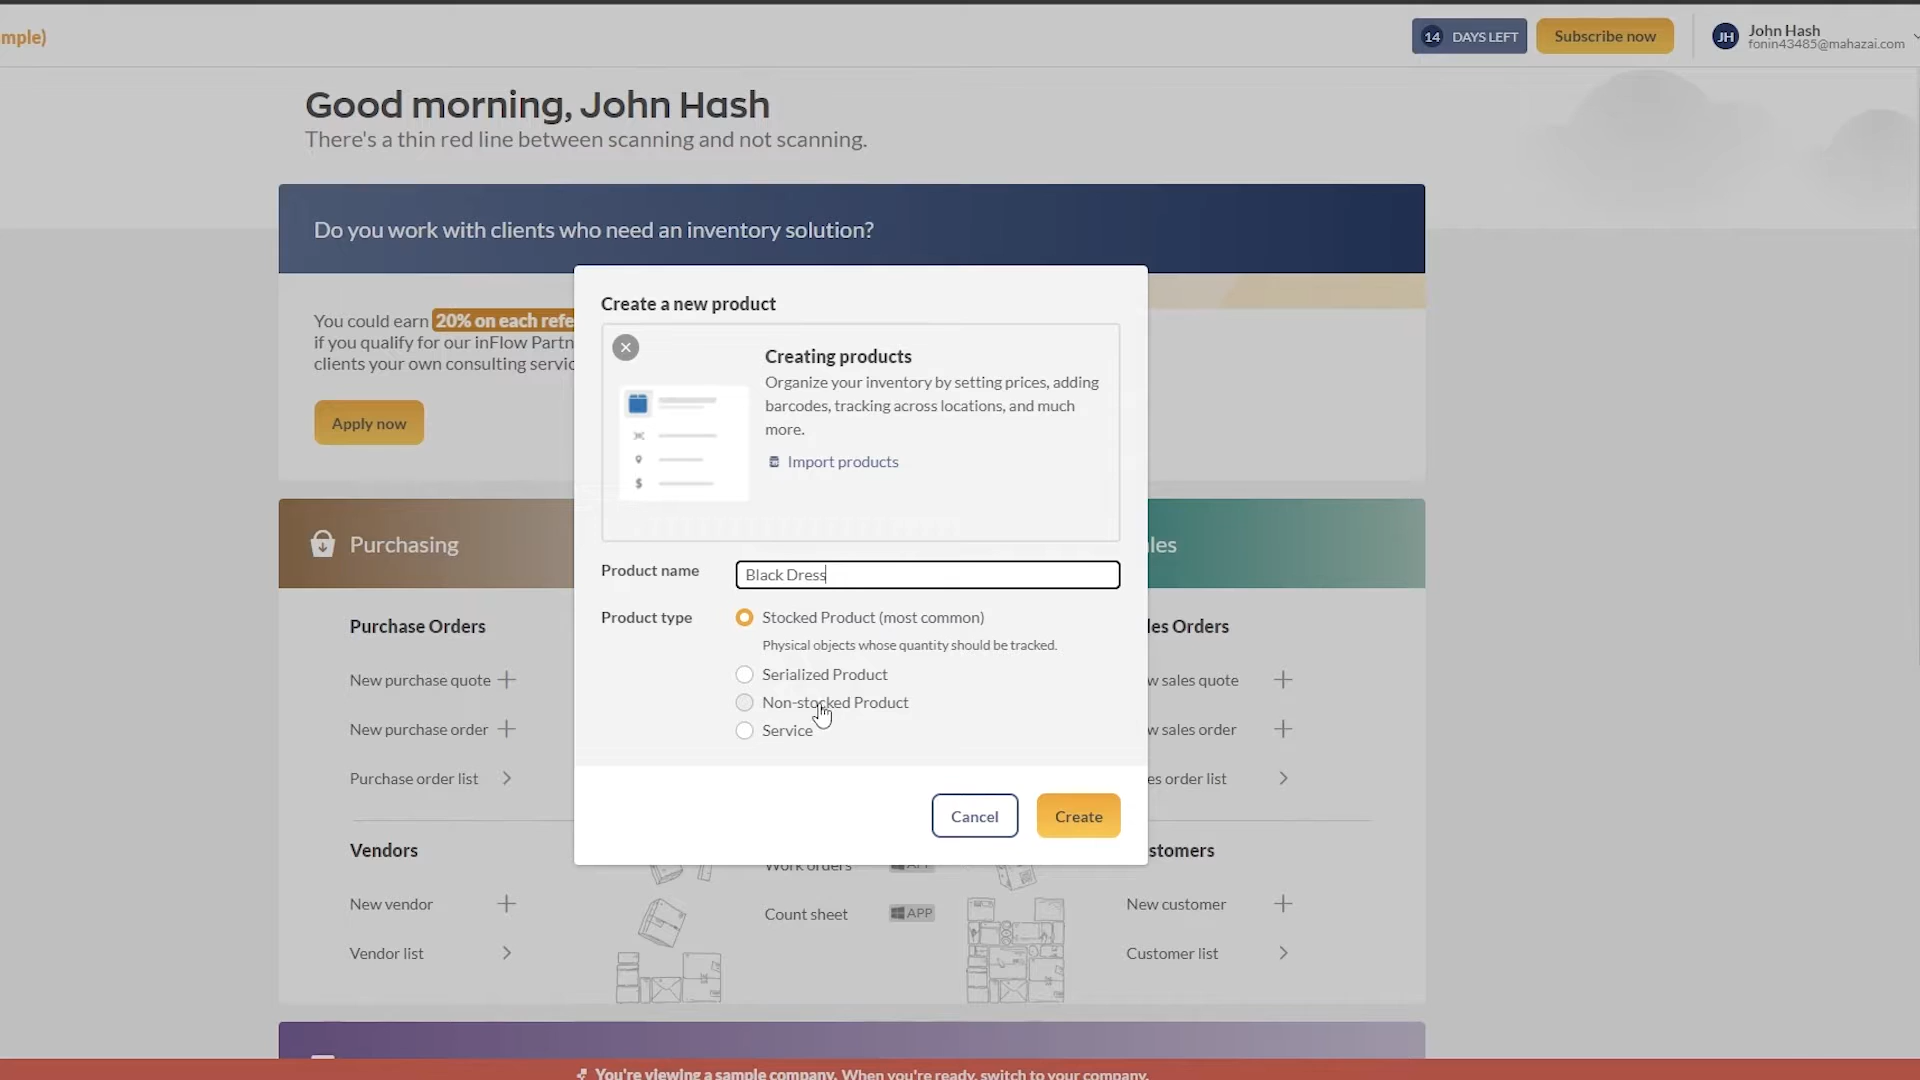 mple)
14 DAYS LEFT
Subscribe now
JH
John Hash
fonin43485@mahazai.com
Good morning, John Hash
There's a thin red line between scanning and not scanning.
Do you work with clients who need an inventory solution?
You could earn 20% on each refe
if you qualify for our inFlow Partn
clients your own consulting servic
Apply now
Create a new product
Creating products
Organize your inventory by setting prices, adding
barcodes, tracking across locations, and much
more.
Import products
Product name
Black Dress
Product type
Stocked Product (most common)
Physical objects whose quantity should be tracked.
Serialized Product
Non-stocked Product
Service
Cancel
Create
Purchasing
Purchase Orders
New purchase quote
New purchase order
Purchase order list
Vendors
New vendor
Vendor list
Work orders
APP
Count sheet
APP
les
les Orders
w sales quote
w sales order
es order list
stomers
New customer
Customer list
You're viewing a sample company. When you're ready, switch to your company.